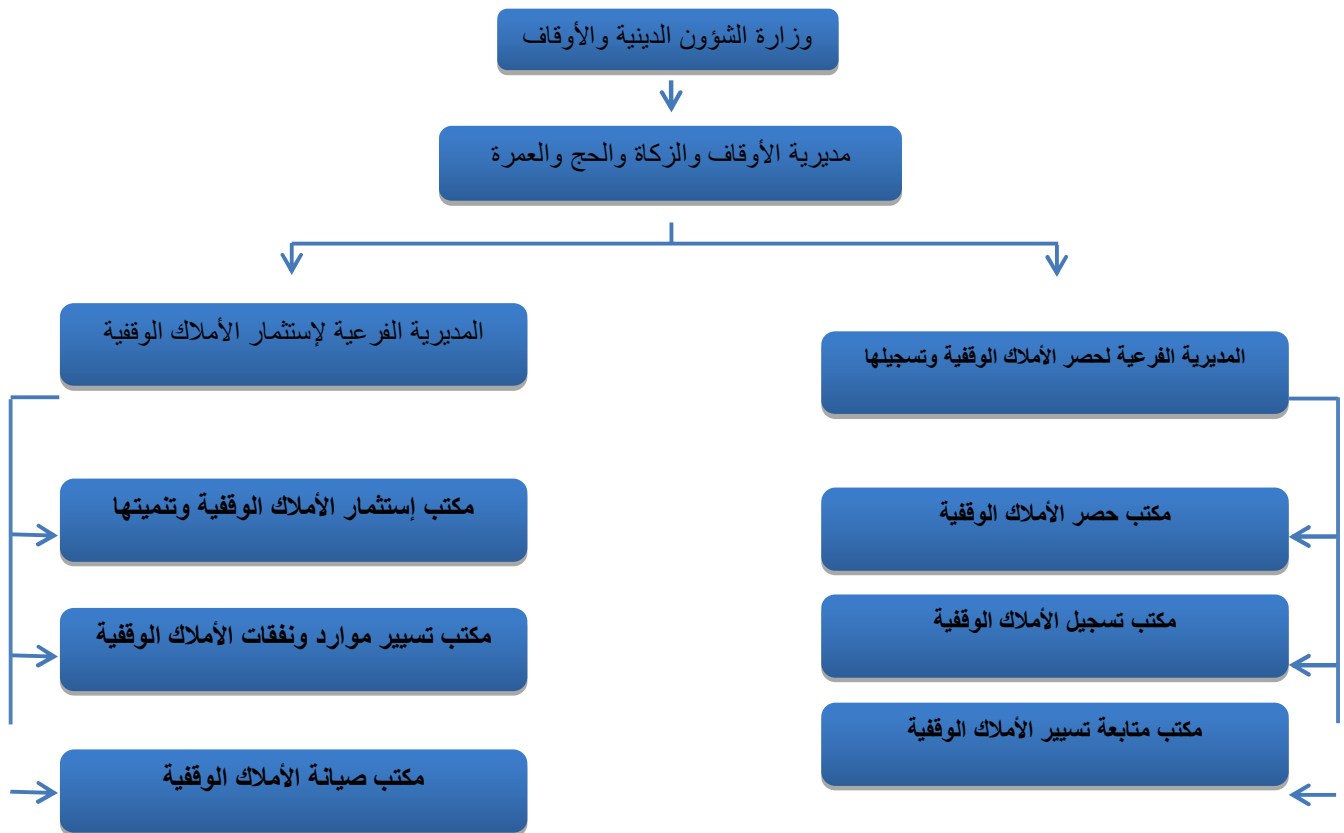 وزارة الشؤون الدينية والأوقاف
مديرية الأوقاف والزكاة والحج والعمرة
المديرية الفرعية لحصر الأملاك الوقفية وتسجيلها
مكتب حصر الأملاك الوقفية
مكتب تسجيل الأملاك الوقفية
مكتب متابعة تسيير الأملاك الوقفية
المديرية الفرعية لإستثمار الأملاك الوقفية
مكتب إستثمار الأملاك الوقفية وتنميتها
مكتب تسيير موارد ونفقات الأملاك الوقفية
مكتب صيانة الأملاك الوقفية